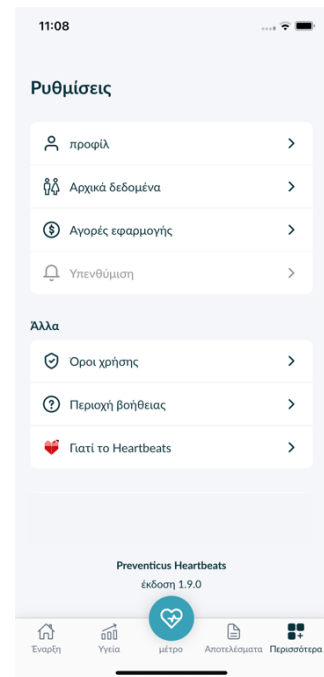 11:08
Ρυθμίσεις
προφίλ
Αρχικά δεδομένα
Αγορές εφαρμογής
Υπενθύμιση
Άλλα
Όροι χρήσης
Περιοχή βοήθειας
Γιατί το Heartbeats
Preventicus Heartbeats
έκδοση 1.9.0
Έναρξη Υγεία μέτρο Αποτελέσματα Περισσότερα